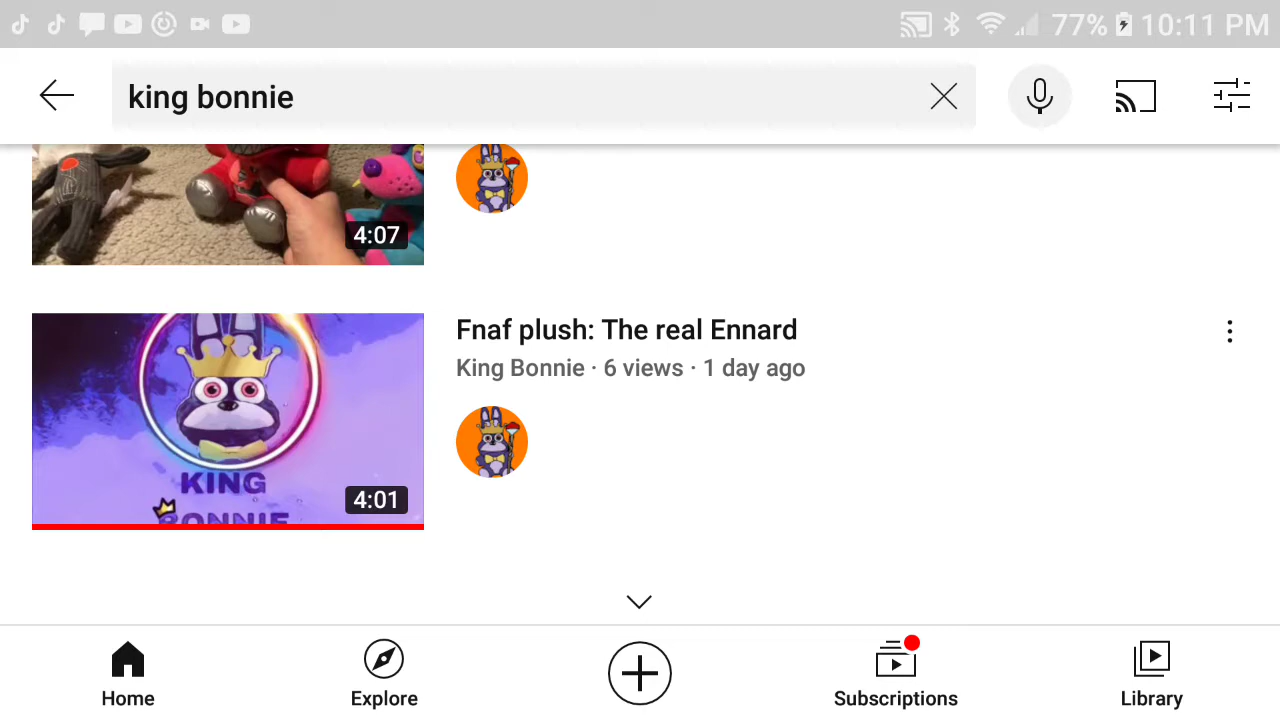 77% 10:11 PM
king bonnie
4:07
Fnaf plush: The real Ennard
King Bonnie · 6 views · 1 day ago
KING
BONNIE
4:01
Home Explore Subscriptions Library